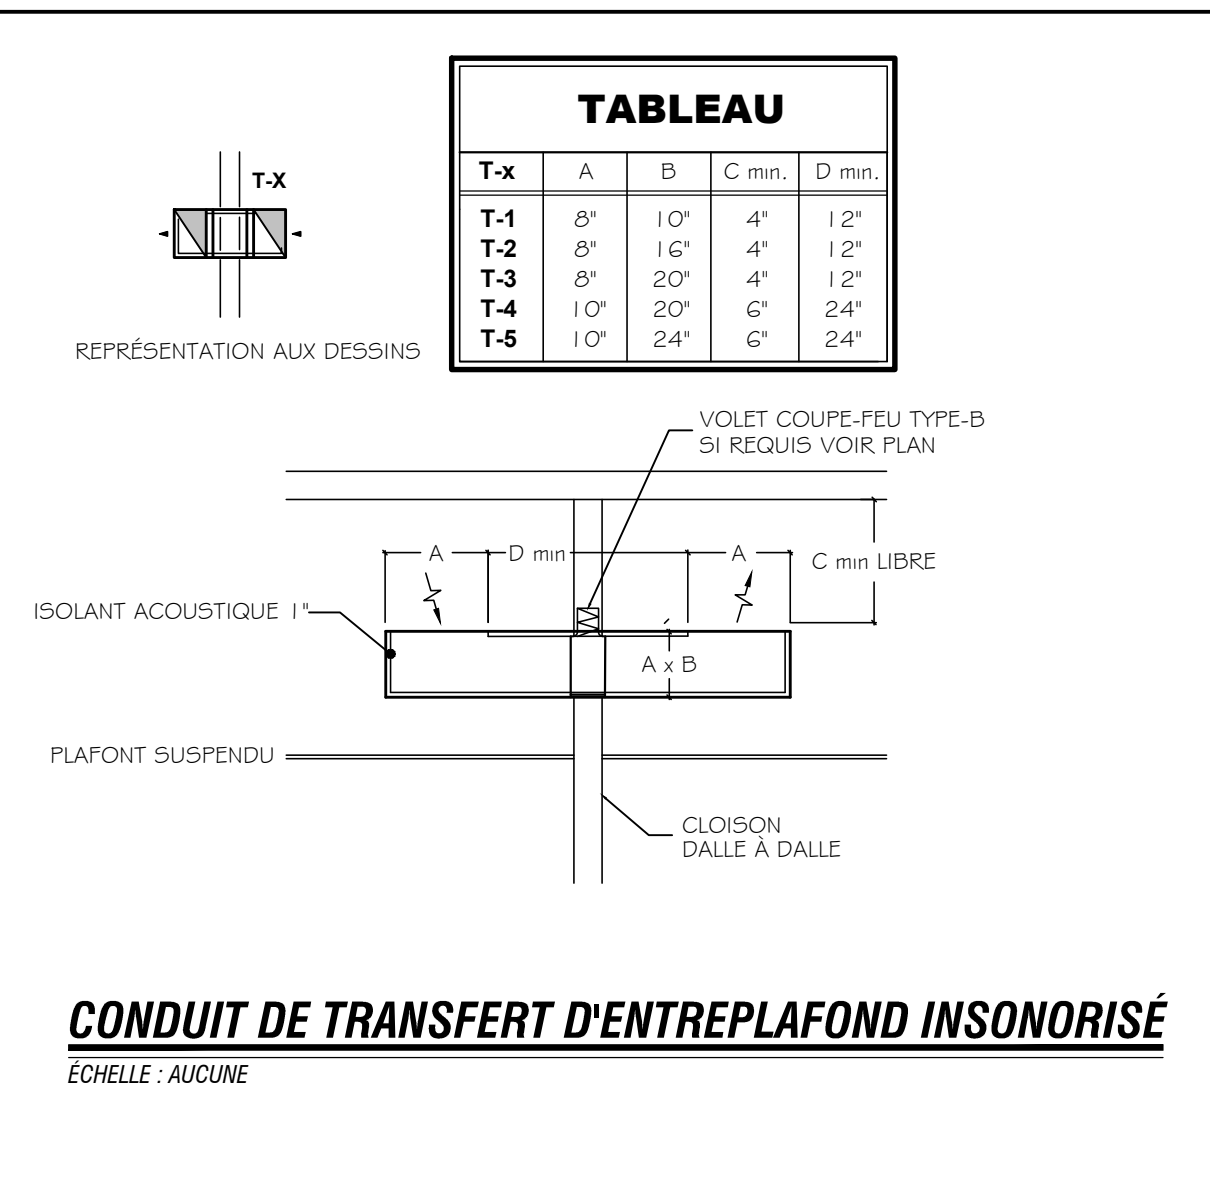 TABLEAU
T-x A B C min. D min.
T-1 8" 10" 4" 12"
T-2 8" 16" 4" 12"
T-3 8" 20" 4" 12"
T-4 10" 20" 6" 24"
T-5 10" 24" 6" 24"
T-X
REPRÉSENTATION AUX DESSINS
VOLET COUPE-FEU TYPE-B
SI REQUIS VOIR PLAN
A D min A
C min LIBRE
ISOLANT ACOUSTIQUE 1"
A x B
PLAFONT SUSPENDU
CLOISON
DALLE À DALLE
CONDUIT DE TRANSFERT D'ENTREPLAFOND INSONORISÉ
ÉCHELLE : AUCUNE